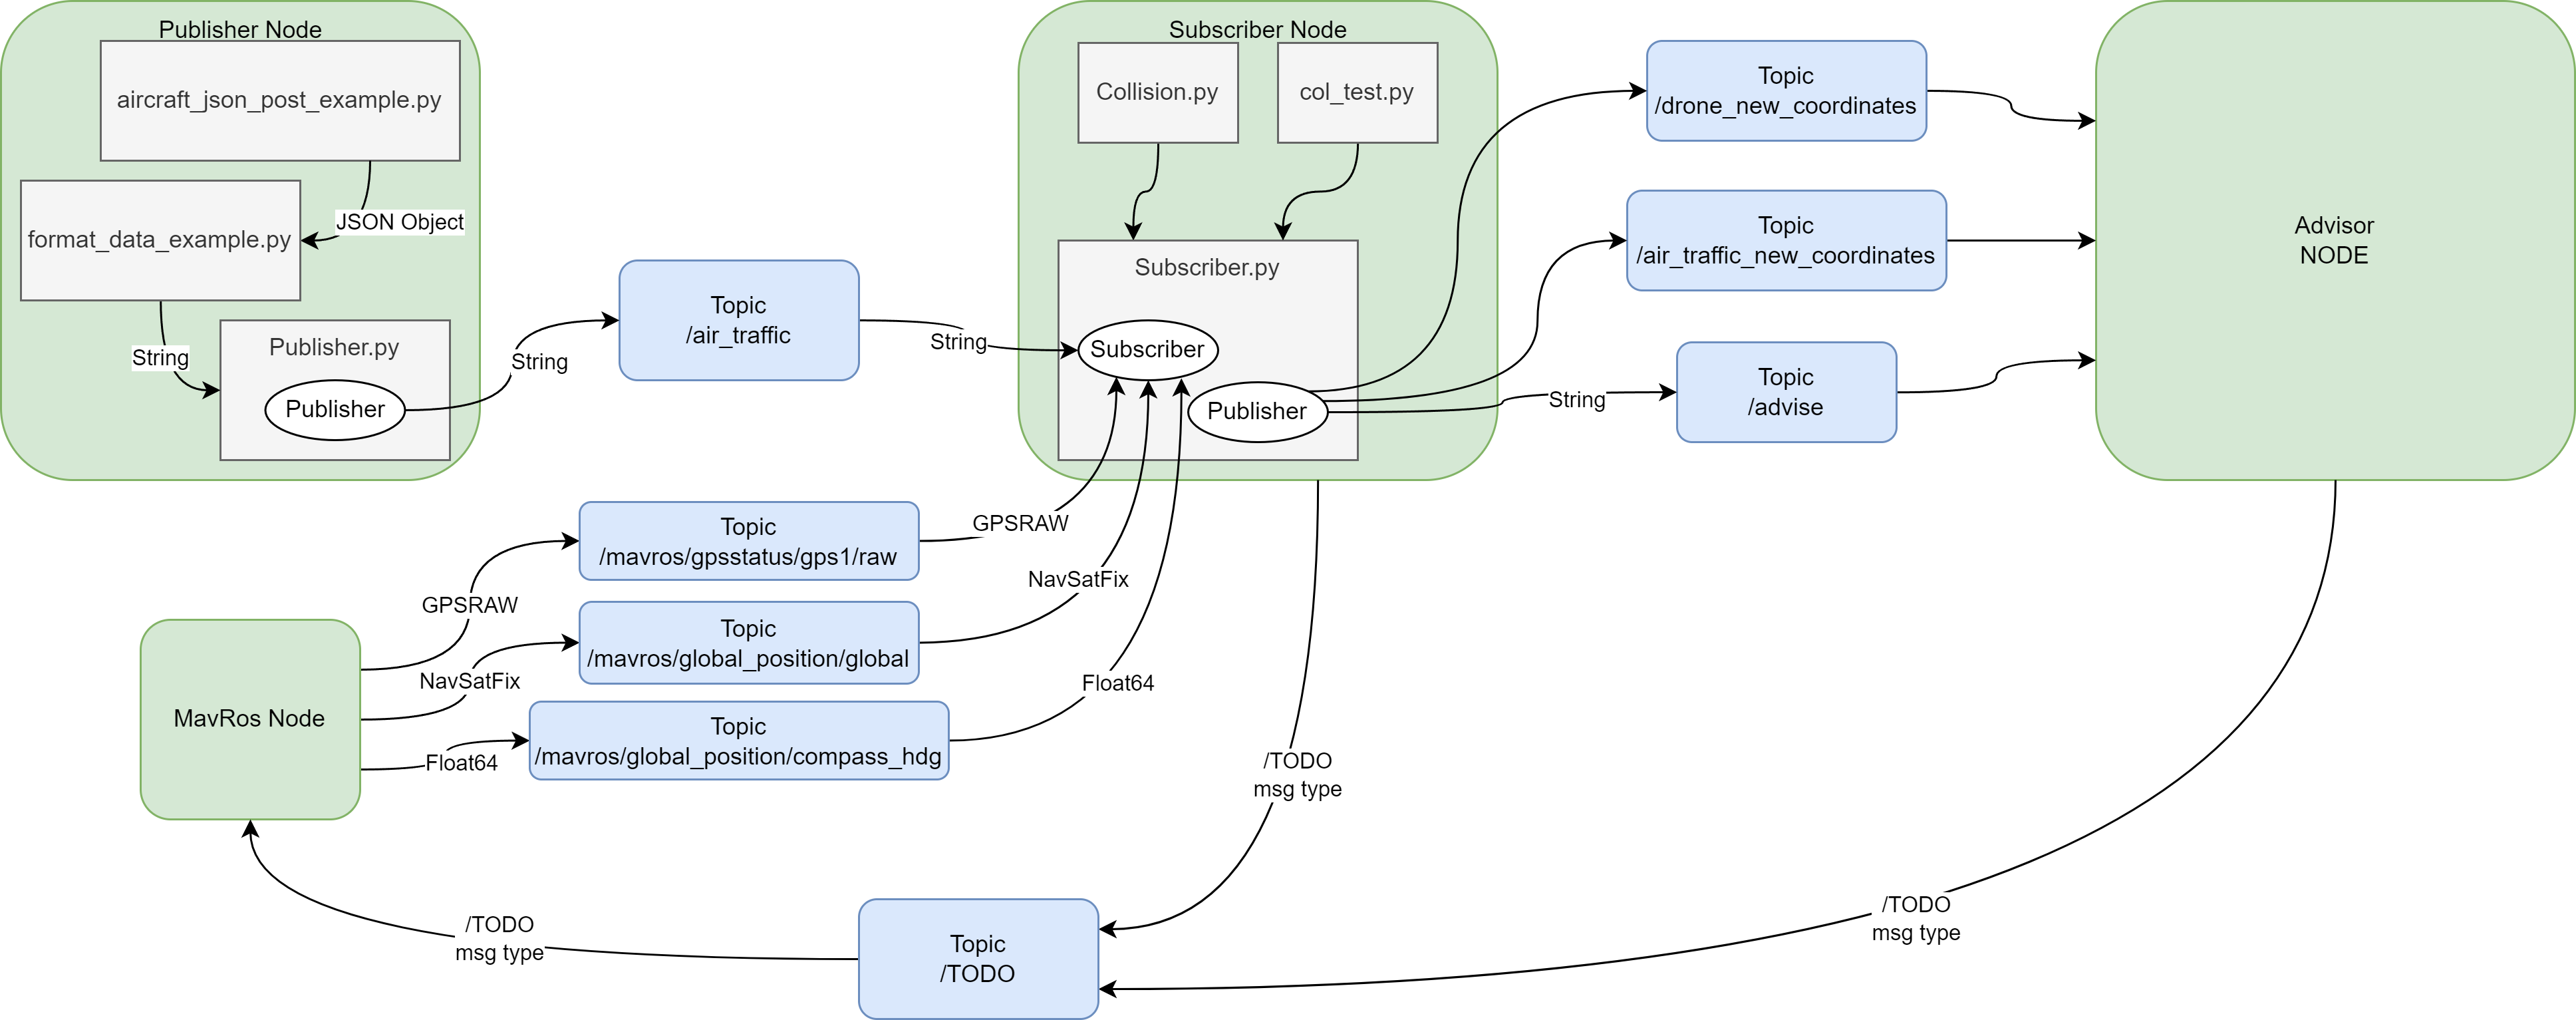 Publisher Node
aircraft_json_post_example.py
JSON Object
format_data_example.py
String
Publisher.py
Publisher
String
Topic
/air_traffic
String
Subscriber Node
Collision.py
col_test.py
Subscriber.py
Subscriber
Publisher
Topic
/drone_new_coordinates
Topic
/air_traffic_new_coordinates
String
Topic
/advise
Advisor
NODE
MavRos Node
GPSRAW
NavSatFix
Float64
Topic
/mavros/gpsstatus/gps1/raw
Topic
/mavros/global_position/global
Topic
/mavros/global_position/compass_hdg
GPSRAW
NavSatFix
Float64
/TODO
msg type
/TODO
msg type
Topic
/TODO
/TODO
msg type